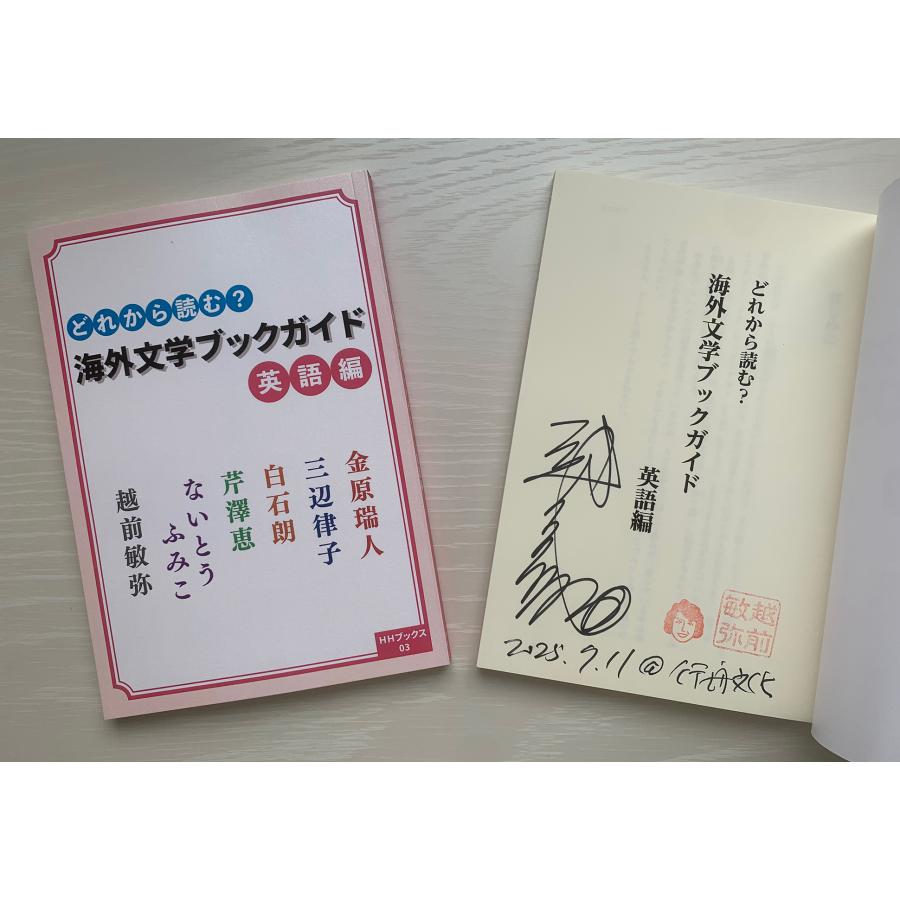 どれから読む?
海外文学ブックガイド
英語編
金原瑞人
三辺律子
白石朗
芹澤恵
ないとうふみこ
越前敏弥
HHブックス
03
どれから読む?
海外文学ブックガイド
英語編
越前
敏弥